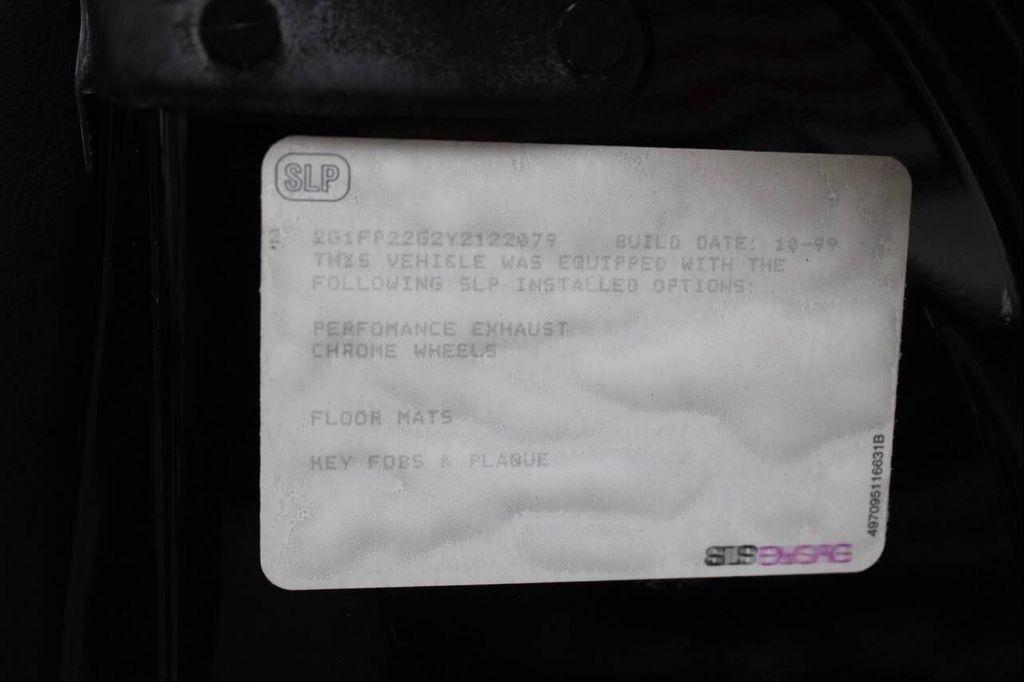 SLP
2 2G1FP22G2Y2122079 BUILD DATE: 10-99
THIS VEHICLE WAS EQUIPPED WITH THE
FOLLOWING SLP INSTALLED OPTIONS:
PERFOMANCE EXHAUST
CHROME WHEELS
FLOOR MATS
KEY FOBS & PLAQUE
497095116631B